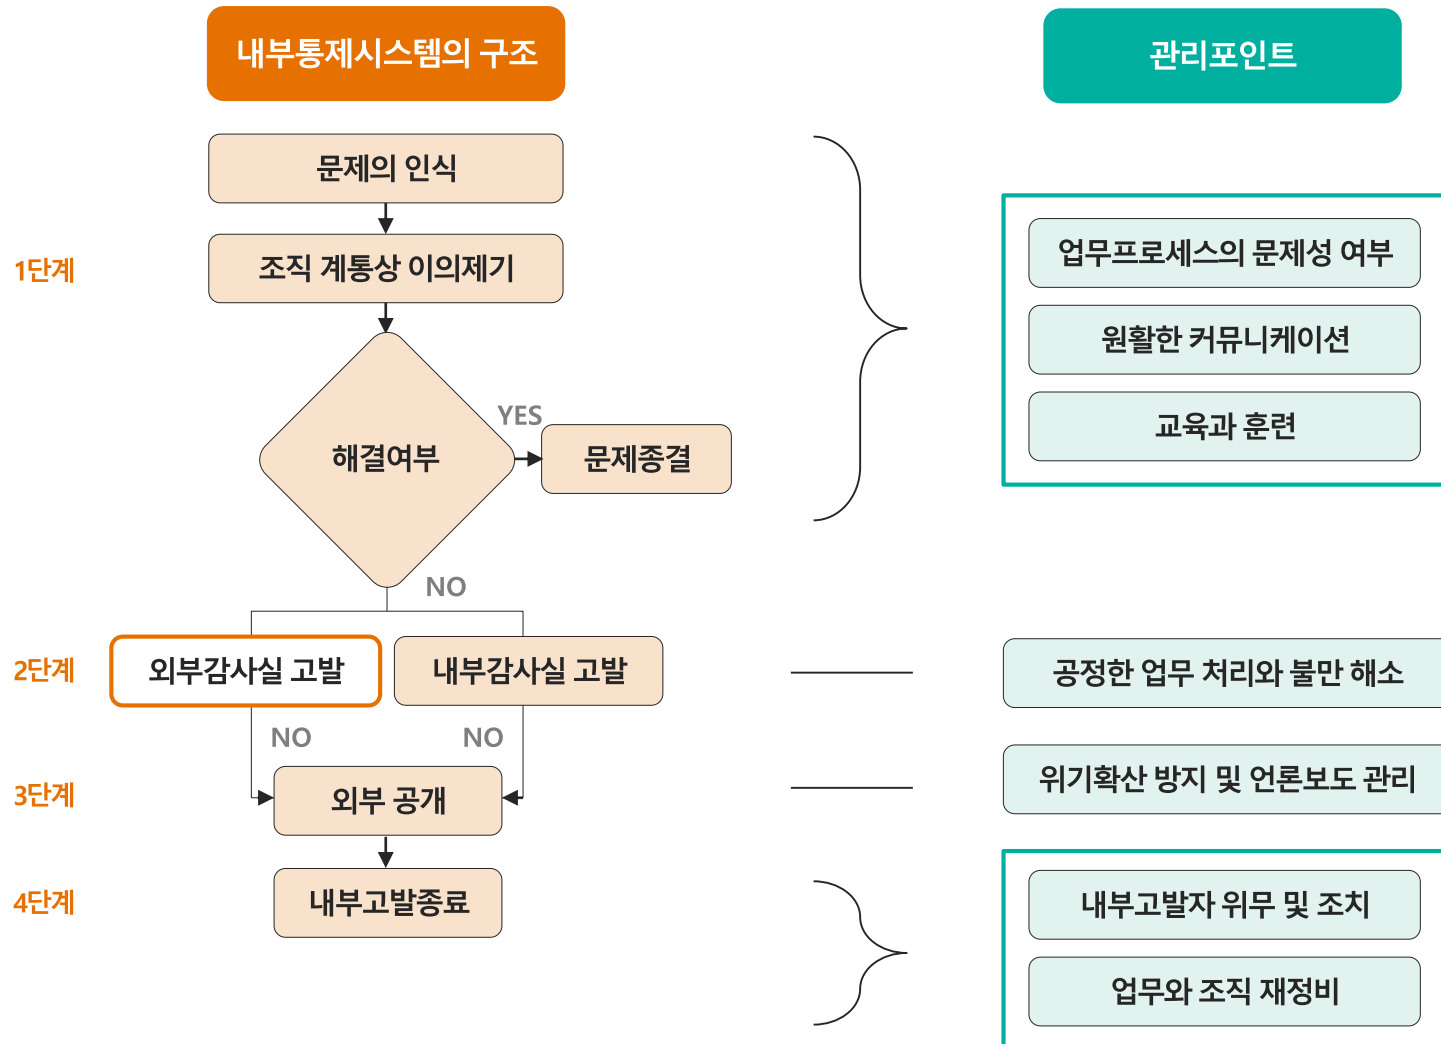 내부통제시스템의 구조
관리포인트
문제의 인식
1단계
조직 계통상 이의제기
해결여부
YES
문제종결
NO
업무프로세스의 문제성 여부
원활한 커뮤니케이션
교육과 훈련
2단계
외부감사실 고발
내부감사실 고발
공정한 업무 처리와 불만 해소
NO
NO
3단계
외부 공개
위기확산 방지 및 언론보도 관리
4단계
내부고발종료
내부고발자 위무 및 조치
업무와 조직 재정비